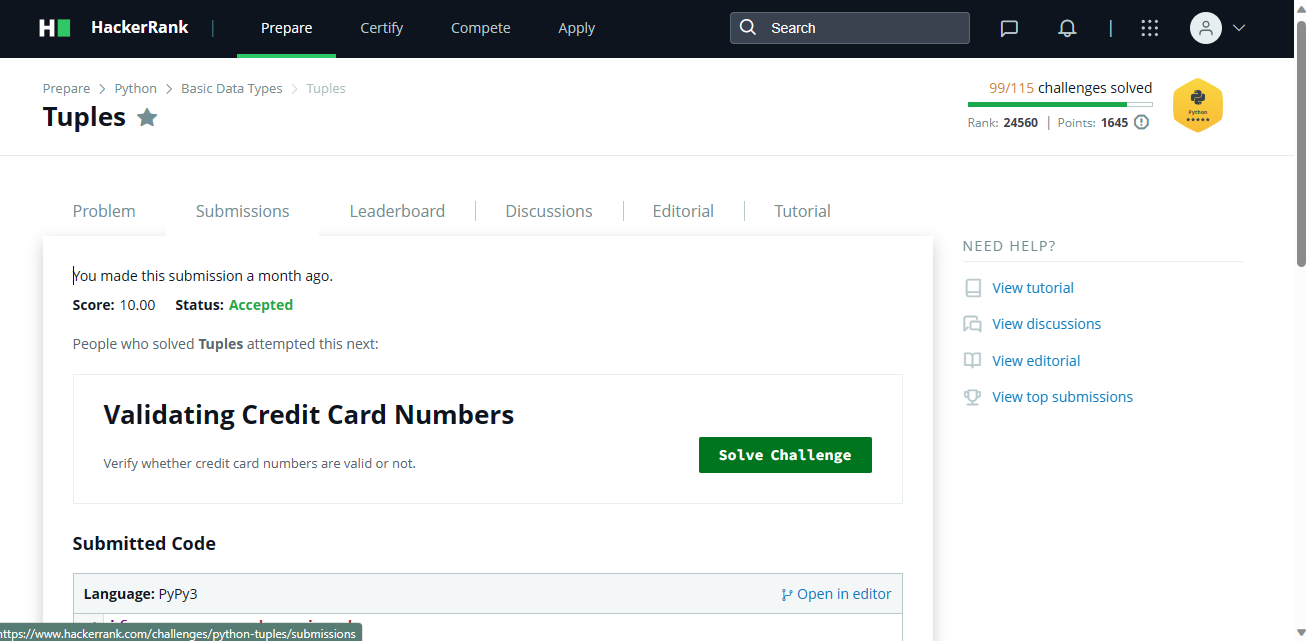 HackerRank | Prepare Certify Compete Apply Search
Prepare > Python > Basic Data Types > Tuples
Tuples
99/115 challenges solved
Rank: 24560 | Points: 1645
Python
Problem Submissions Leaderboard Discussions Editorial Tutorial
You made this submission a month ago.
Score: 10.00 Status: Accepted
People who solved Tuples attempted this next:
Validating Credit Card Numbers
Verify whether credit card numbers are valid or not.
Solve Challenge
Submitted Code
Language: PyPy3 Open in editor
NEED HELP?
View tutorial
View discussions
View editorial
View top submissions
https://www.hackerrank.com/challenges/python-tuples/submissions